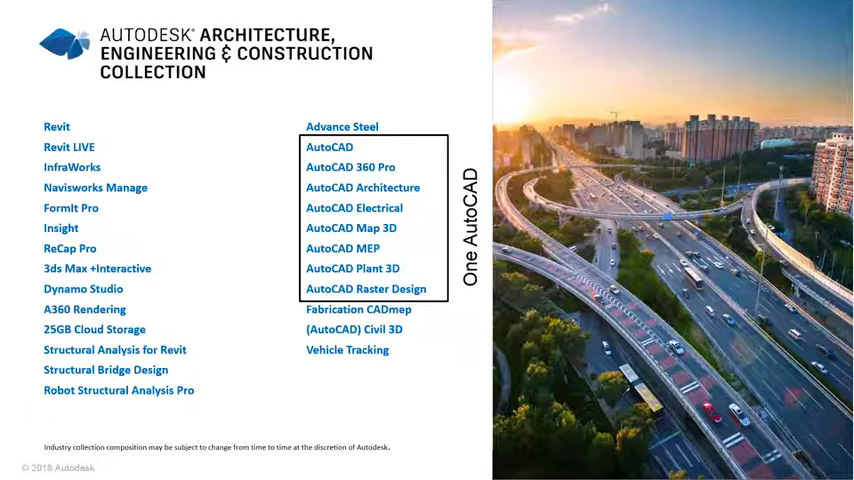 AUTODESK® ARCHITECTURE,
ENGINEERING & CONSTRUCTION
COLLECTION
Revit
Revit LIVE
InfraWorks
Navisworks Manage
FormIt Pro
Insight
ReCap Pro
3ds Max +Interactive
Dynamo Studio
A360 Rendering
25GB Cloud Storage
Structural Analysis for Revit
Structural Bridge Design
Robot Structural Analysis Pro
Advance Steel
AutoCAD
AutoCAD 360 Pro
AutoCAD Architecture
AutoCAD Electrical
AutoCAD Map 3D
AutoCAD MEP
AutoCAD Plant 3D
AutoCAD Raster Design
Fabrication CADmep
(AutoCAD) Civil 3D
Vehicle Tracking
One AutoCAD
Industry collection composition may be subject to change from time to time at the discretion of Autodesk.
© 2018 Autodesk